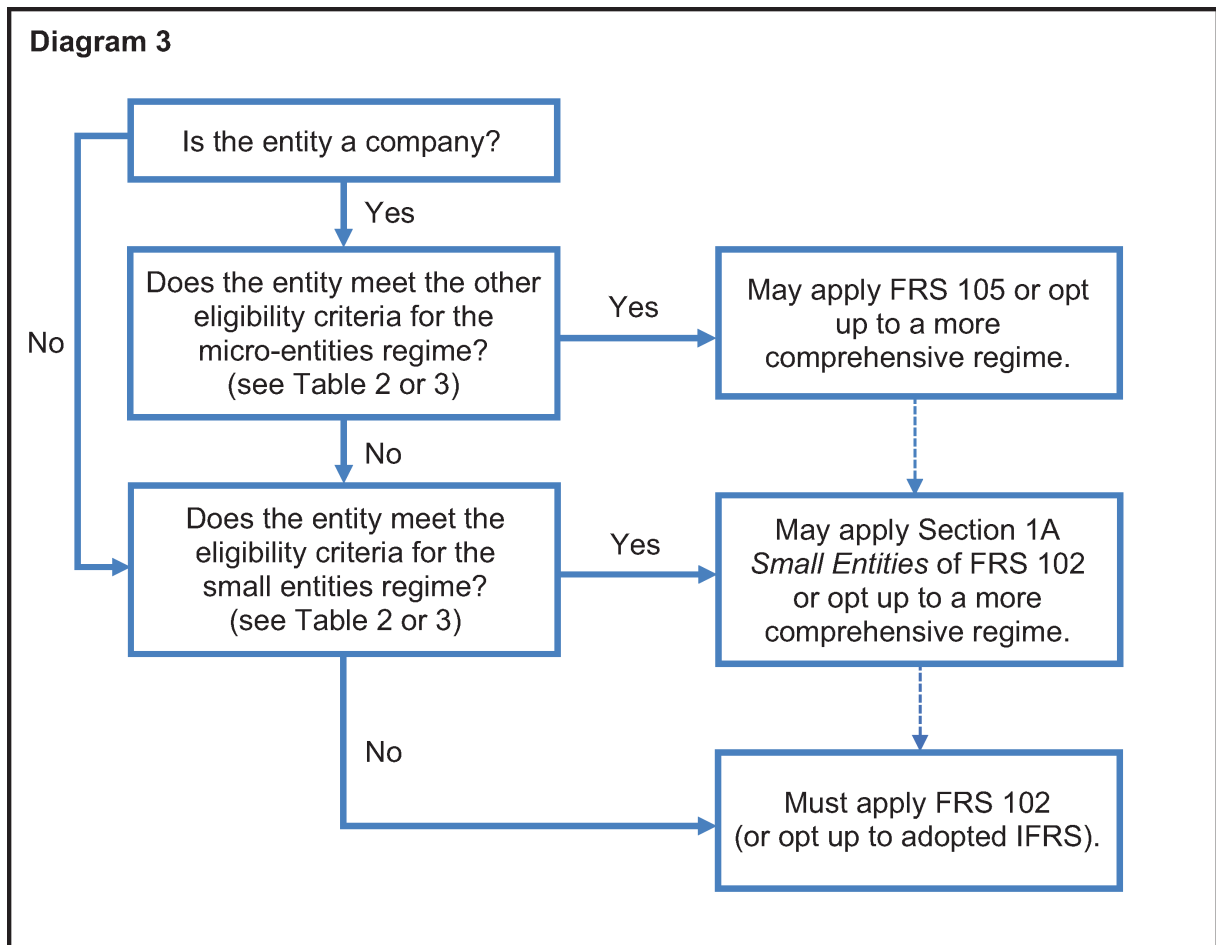 Diagram 3
Is the entity a company?
Yes
Does the entity meet the other
eligibility criteria for the
micro-entities regime?
(see Table 2 or 3)
Yes
May apply FRS 105 or opt
up to a more
comprehensive regime.
No
No
Does the entity meet the
eligibility criteria for the
small entities regime?
(see Table 2 or 3)
Yes
May apply Section 1A
Small Entities of FRS 102
or opt up to a more
comprehensive regime.
No
Must apply FRS 102
(or opt up to adopted IFRS).